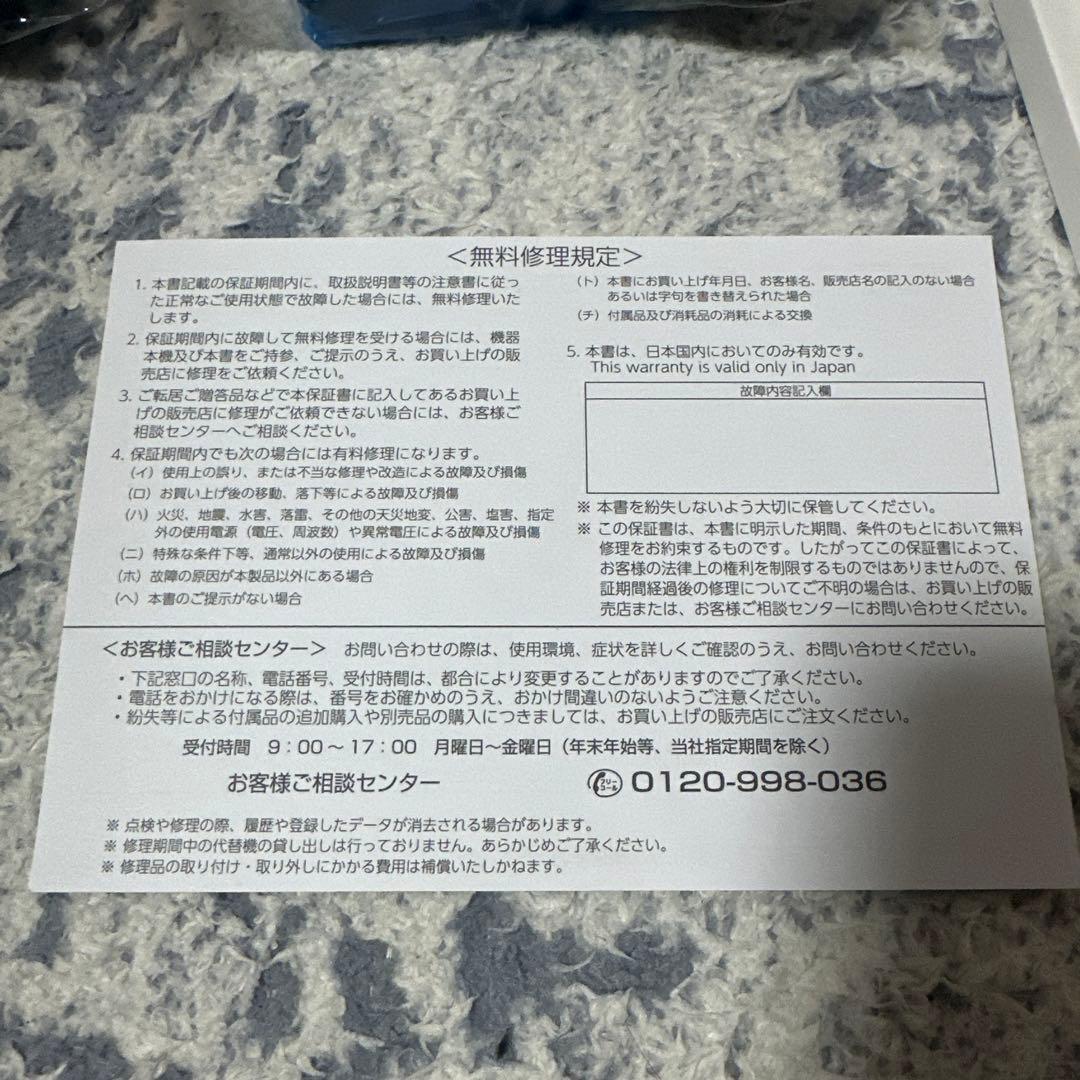 ＜無料修理規定＞
1. 本書記載の保証期間内に、取扱説明書等の注意書に従っ
た正常なご使用状態で故障した場合には、無料修理いた
します。
2. 保証期間内に故障して無料修理を受ける場合には、機器
本機及び本書をご持参、ご提示のうえ、お買い上げの販
売店に修理をご依頼ください。
3. ご転居ご贈答品などで本保証書に記入してあるお買い上
げの販売店に修理がご依頼できない場合には、お客様ご
相談センターへご相談ください。
4. 保証期間内でも次の場合には有料修理になります。
（イ）使用上の誤り、または不当な修理や改造による故障及び損傷
（ロ）お買い上げ後の移動、落下等による故障及び損傷
（ハ）火災、地震、水害、落雷、その他の天災地変、公害、塩害、指定
外の使用電源（電圧、周波数）や異常電圧による故障及び損傷
（ニ）特殊な条件下等、通常以外の使用による故障及び損傷
（ホ）故障の原因が本製品以外にある場合
（ヘ）本書のご提示がない場合
（ト）本書にお買い上げ年月日、お客様名、販売店名の記入のない場合
あるいは字句を書き替えられた場合
（チ）付属品及び消耗品の消耗による交換
5. 本書は、日本国内においてのみ有効です。
This warranty is valid only in Japan
故障内容記入欄
※ 本書を紛失しないよう大切に保管してください。
※ この保証書は、本書に明示した期間、条件のもとにおいて無料
修理をお約束するものです。したがってこの保証書によって、
お客様の法律上の権利を制限するものではありませんので、保
証期間経過後の修理についてご不明の場合は、お買い上げの販
売店または、お客様ご相談センターにお問い合わせください。
＜お客様ご相談センター＞ お問い合わせの際は、使用環境、症状を詳しくご確認のうえ、お問い合わせください。
・下記窓口の名称、電話番号、受付時間は、都合により変更することがありますのでご了承ください。
・電話をおかけになる際は、番号をお確かめのうえ、おかけ間違いのないようご注意ください。
・紛失等による付属品の追加購入や別売品の購入につきましては、お買い上げの販売店にご注文ください。
受付時間 9：00～17：00 月曜日～金曜日（年末年始等、当社指定期間を除く）
お客様ご相談センター フリーコール 0120-998-036
※ 点検や修理の際、履歴や登録したデータが消去される場合があります。
※ 修理期間中の代替機の貸し出しは行っておりません。あらかじめご了承ください。
※ 修理品の取り付け・取り外しにかかる費用は補償いたしかねます。